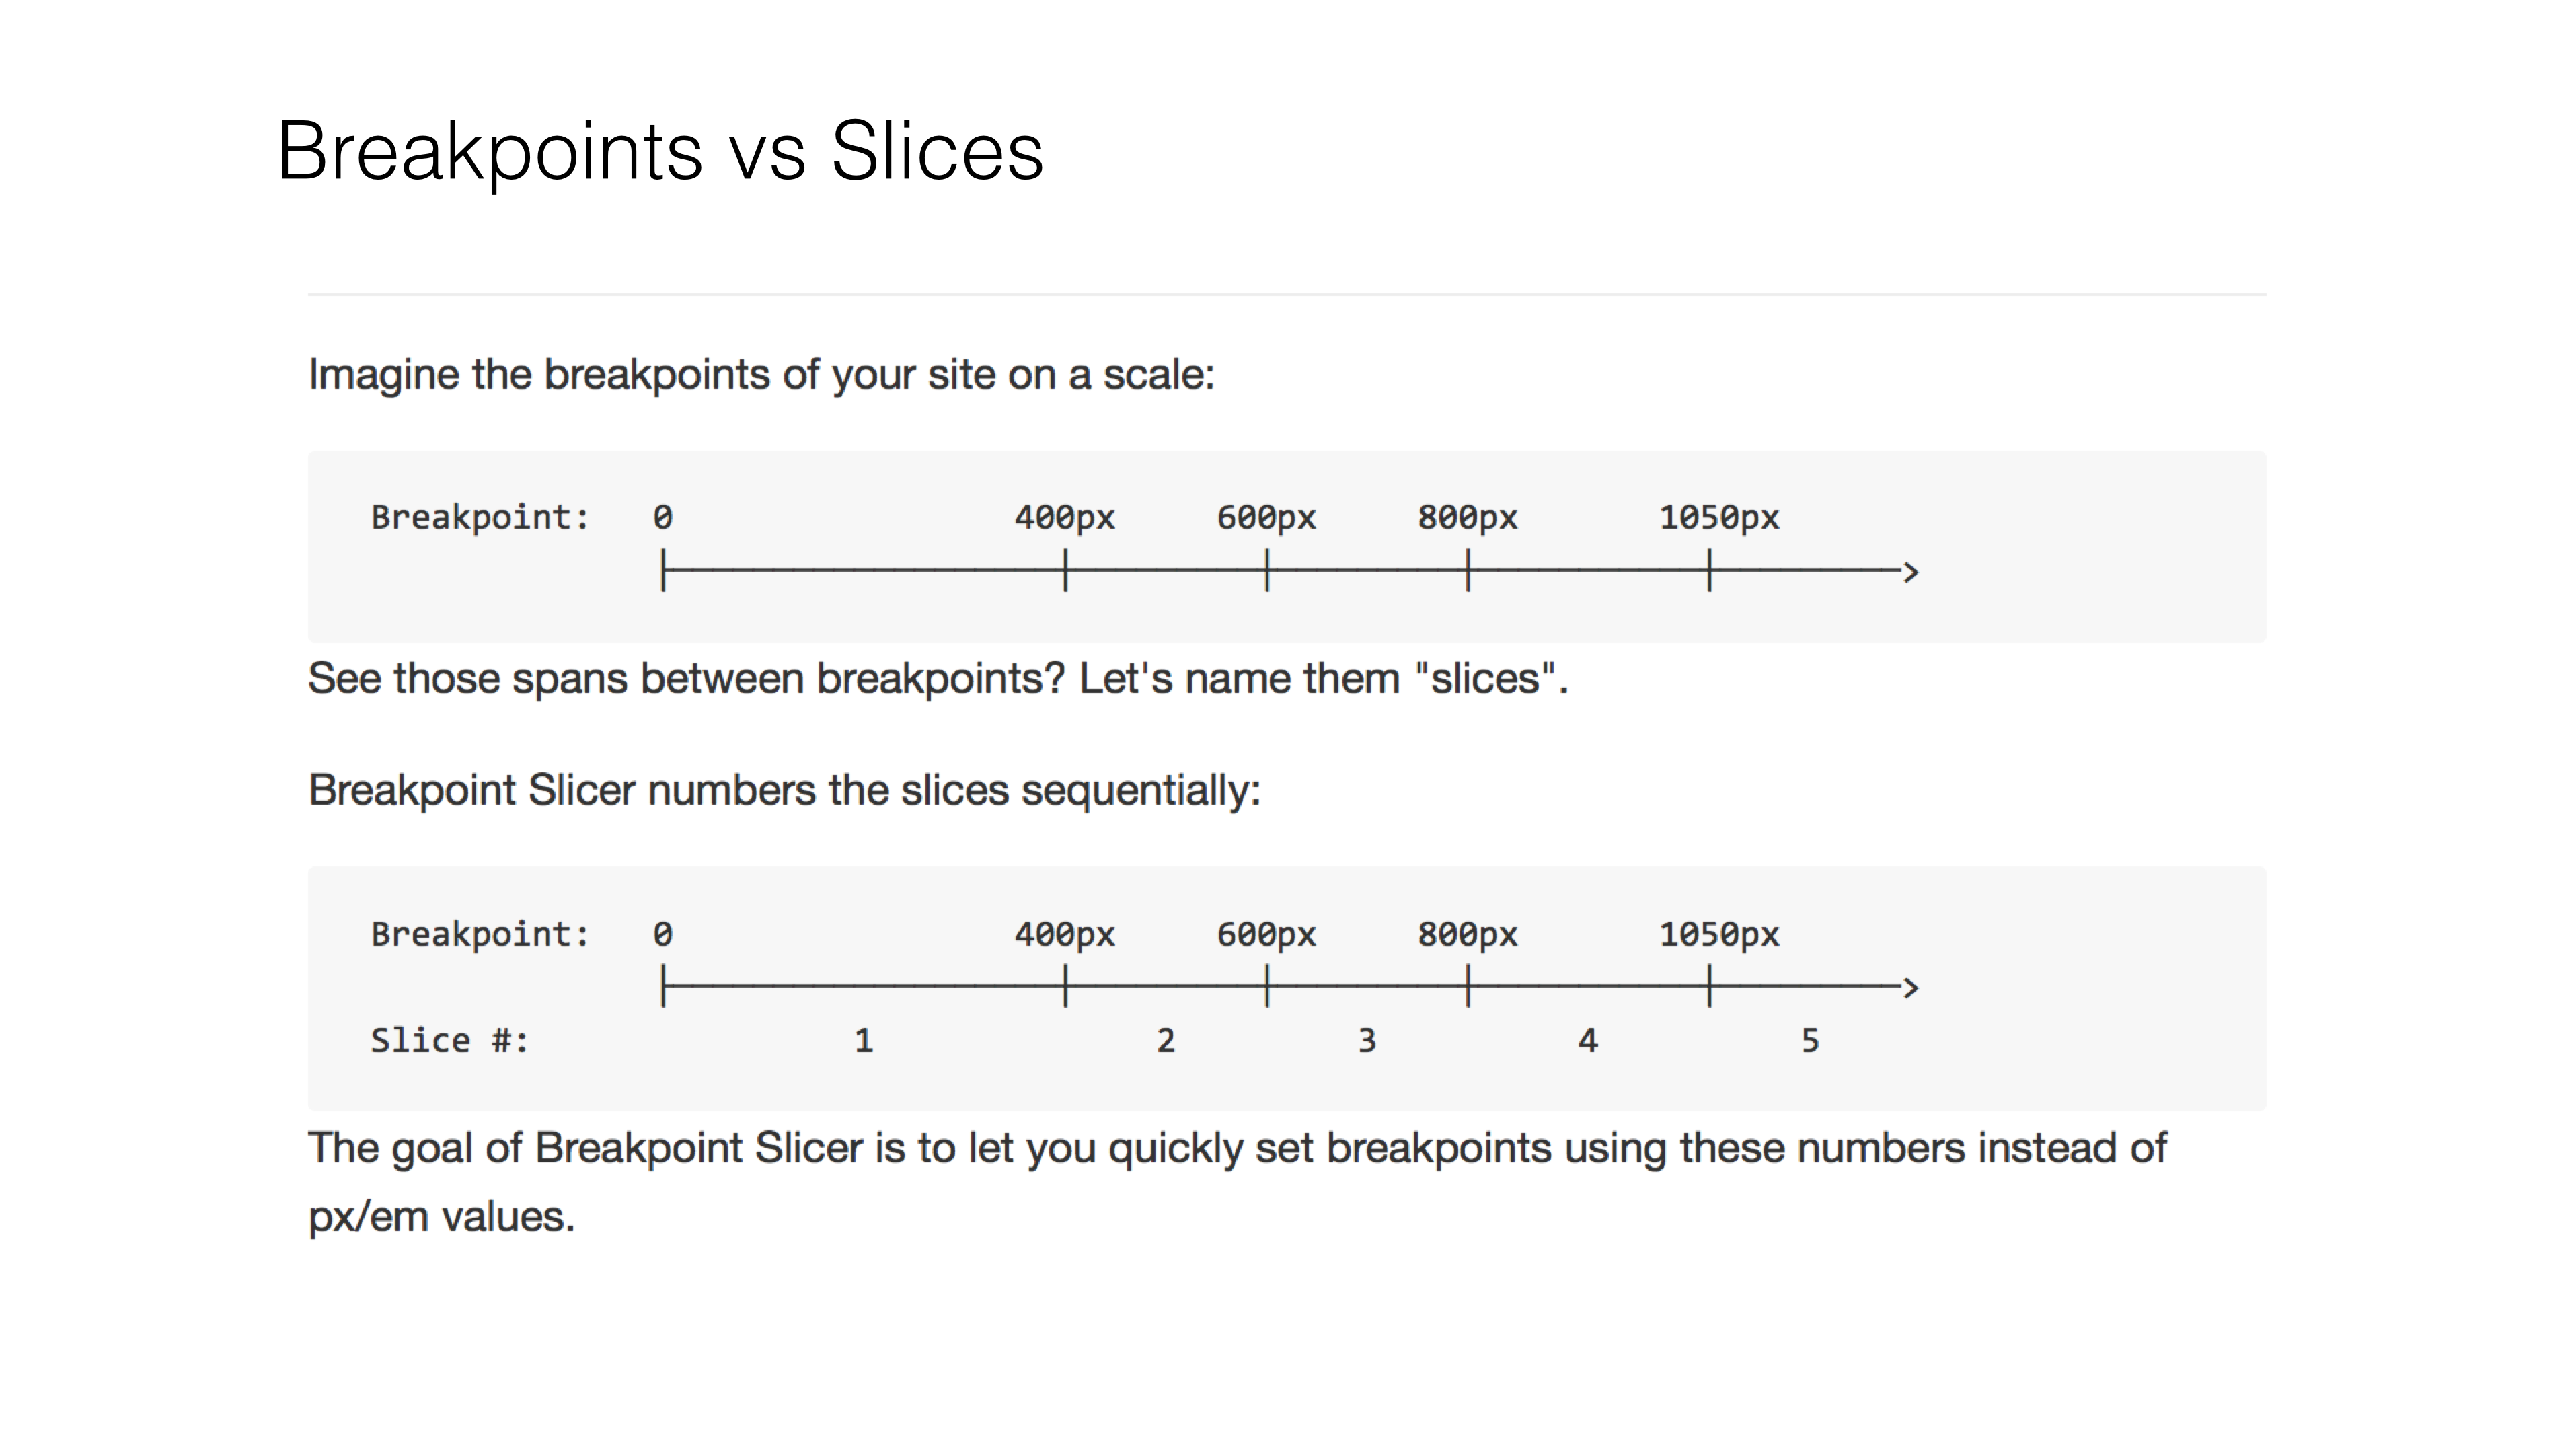 Breakpoints vs Slices
Imagine the breakpoints of your site on a scale:
Breakpoint: 0 400px 600px 800px 1050px
See those spans between breakpoints? Let's name them "slices".
Breakpoint Slicer numbers the slices sequentially:
Breakpoint: 0 400px 600px 800px 1050px
Slice #: 1 2 3 4 5
The goal of Breakpoint Slicer is to let you quickly set breakpoints using these numbers instead of
px/em values.